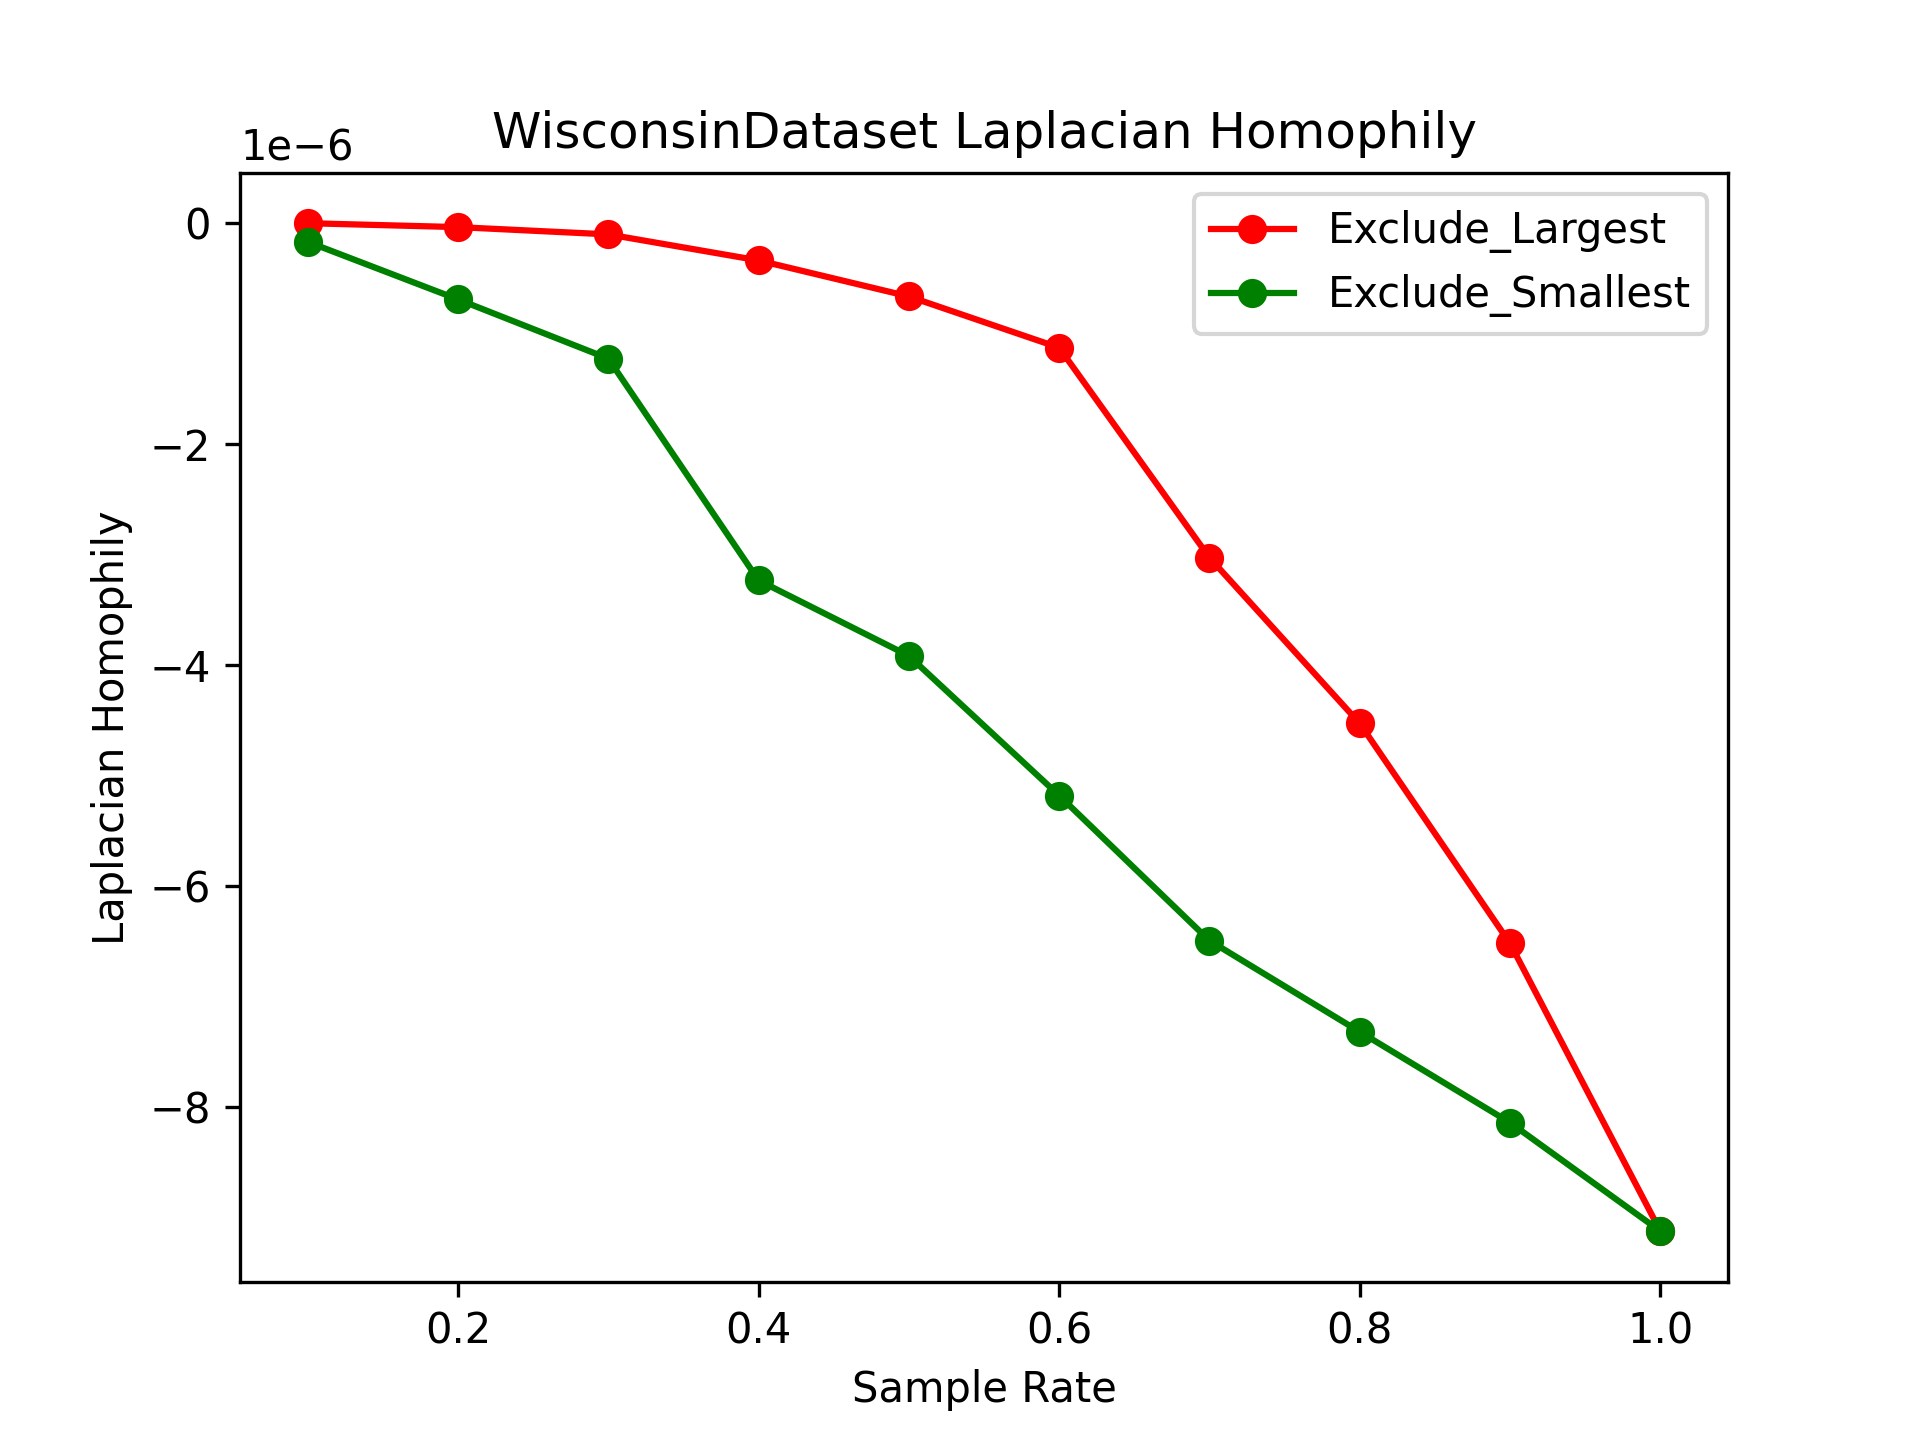 WisconsinDataset Laplacian Homophily
1e−6
Exclude_Largest
Exclude_Smallest
0
−2
−4
−6
−8
Laplacian Homophily
0.2 0.4 0.6 0.8 1.0
Sample Rate